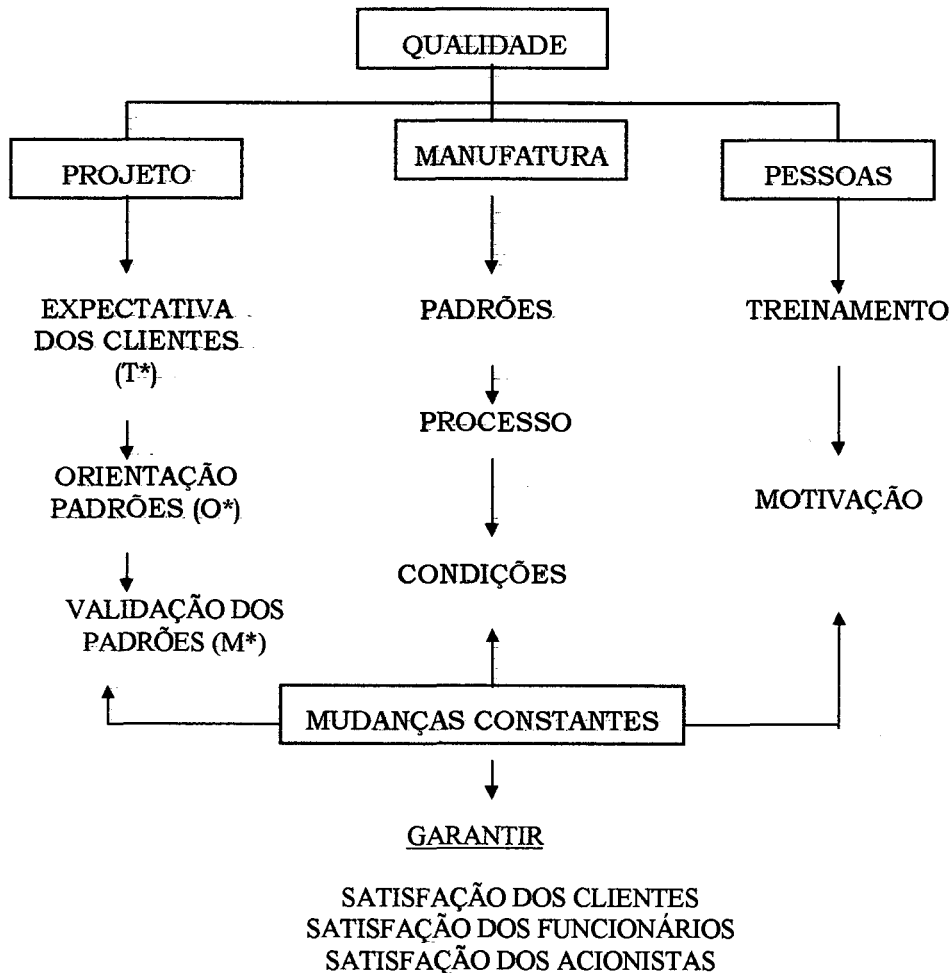 QUALIDADE
PROJETO
MANUFATURA
PESSOAS
EXPECTATIVA
DOS CLIENTES
(T*)
PADRÕES
TREINAMENTO
PROCESSO
ORIENTAÇÃO
PADRÕES (O*)
MOTIVAÇÃO
CONDIÇÕES
VALIDAÇÃO DOS
PADRÕES (M*)
MUDANÇAS CONSTANTES
GARANTIR
SATISFAÇÃO DOS CLIENTES
SATISFAÇÃO DOS FUNCIONÁRIOS
SATISFAÇÃO DOS ACIONISTAS